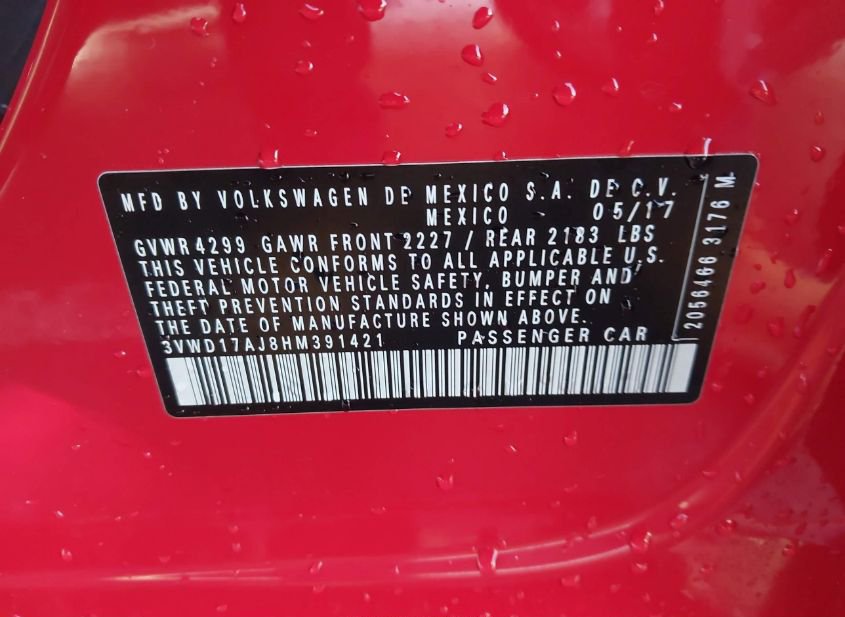 MFD BY VOLKSWAGEN DE MEXICO S.A. DE C.V.
MEXICO 05/17
GVWR 4299 GAWR FRONT 2227 / REAR 2183 LBS
THIS VEHICLE CONFORMS TO ALL APPLICABLE U.S.
FEDERAL MOTOR VEHICLE SAFETY, BUMPER AND
THEFT PREVENTION STANDARDS IN EFFECT ON
THE DATE OF MANUFACTURE SHOWN ABOVE.
3VWD17AJ8HM391421 PASSENGER CAR
2056466 3176 M